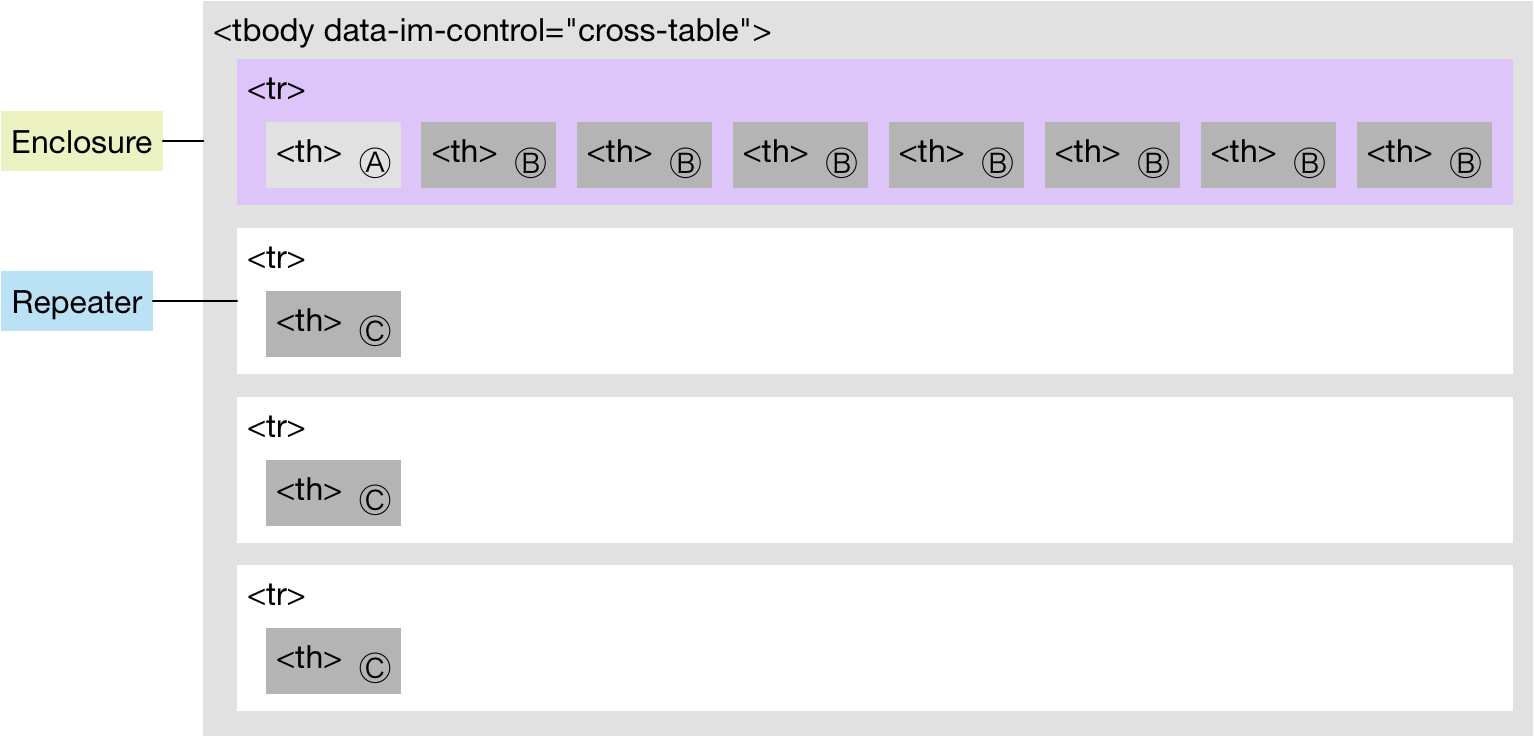 <tbody data-im-control="cross-table">
<tr>
Enclosure
<th> Ⓐ <th> Ⓑ <th> Ⓑ <th> Ⓑ <th> Ⓑ <th> Ⓑ <th> Ⓑ <th> Ⓑ
<tr>
Repeater
<th> Ⓒ
<tr>
<th> Ⓒ
<tr>
<th> Ⓒ